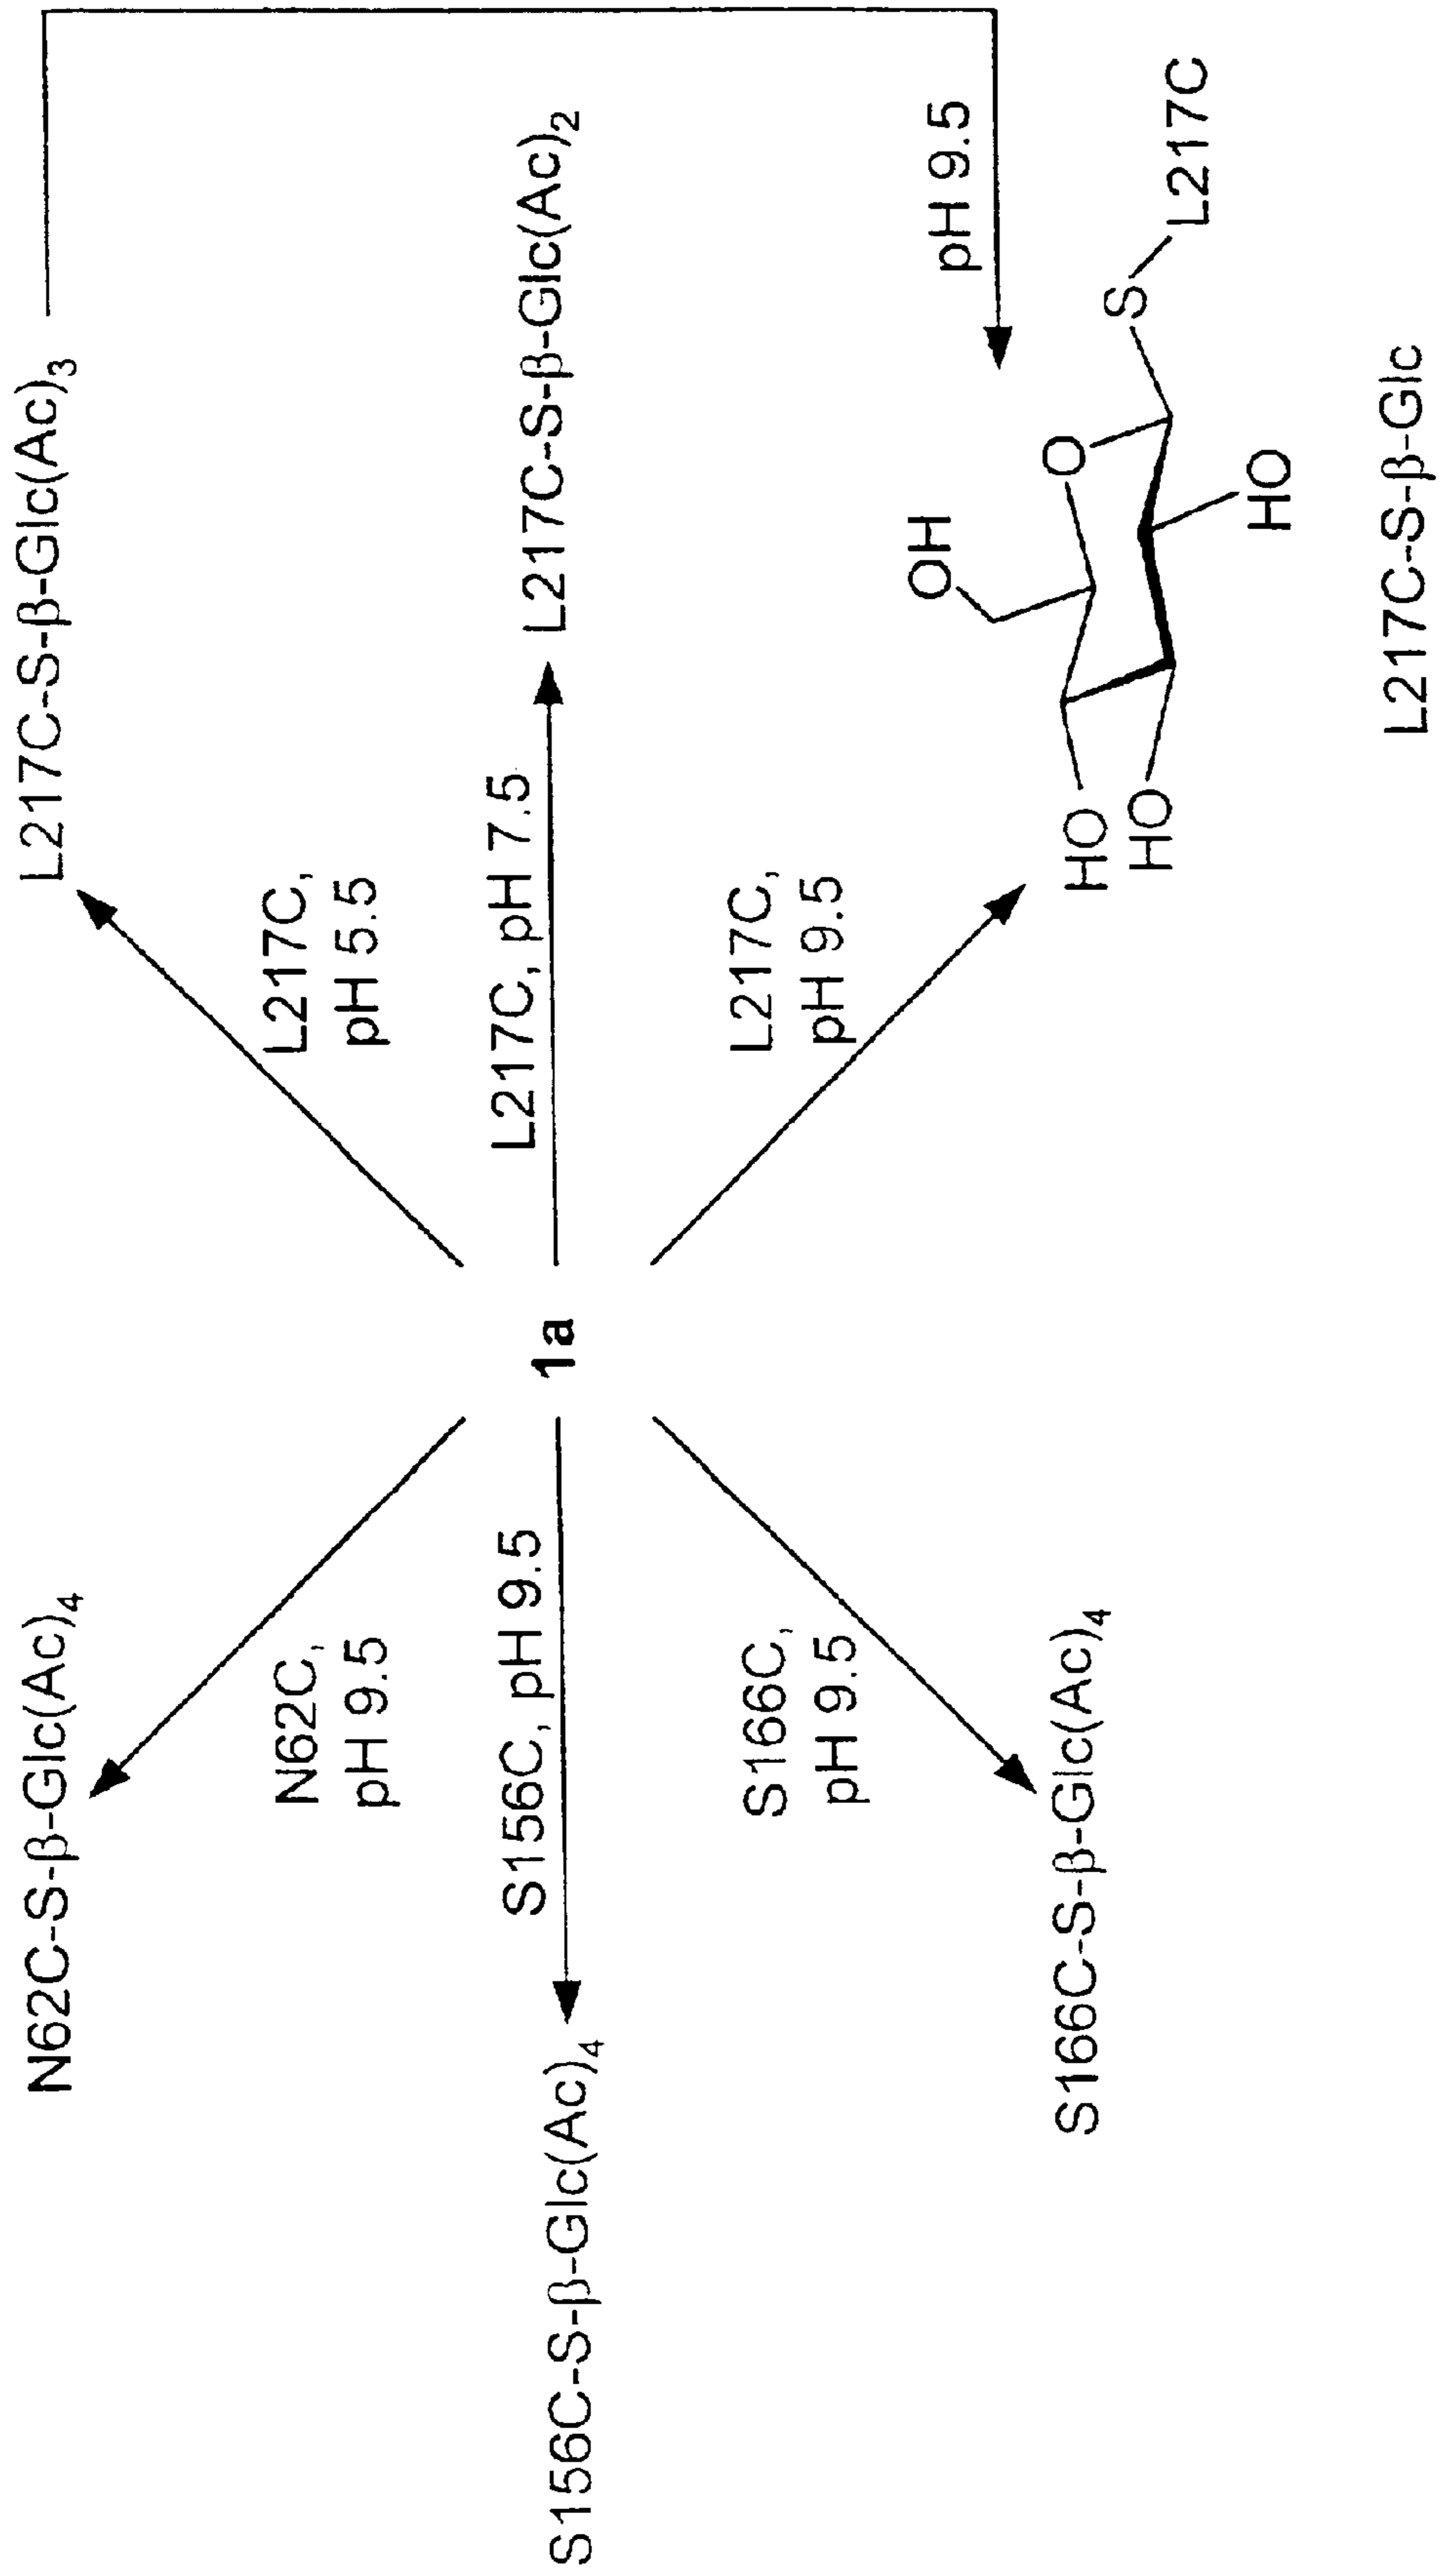 N62C-S-β-Glc(Ac)4
L217C-S-β-Glc(Ac)3
N62C,
pH 9.5
L217C,
pH 5.5
S156C-S-β-Glc(Ac)4
S156C, pH 9.5
1a
L217C, pH 7.5
L217C-S-β-Glc(Ac)2
S166C,
pH 9.5
L217C,
pH 9.5
pH 9.5
S166C-S-β-Glc(Ac)4
OH
O
HO
HO
S
L217C
HO
L217C-S-β-Glc